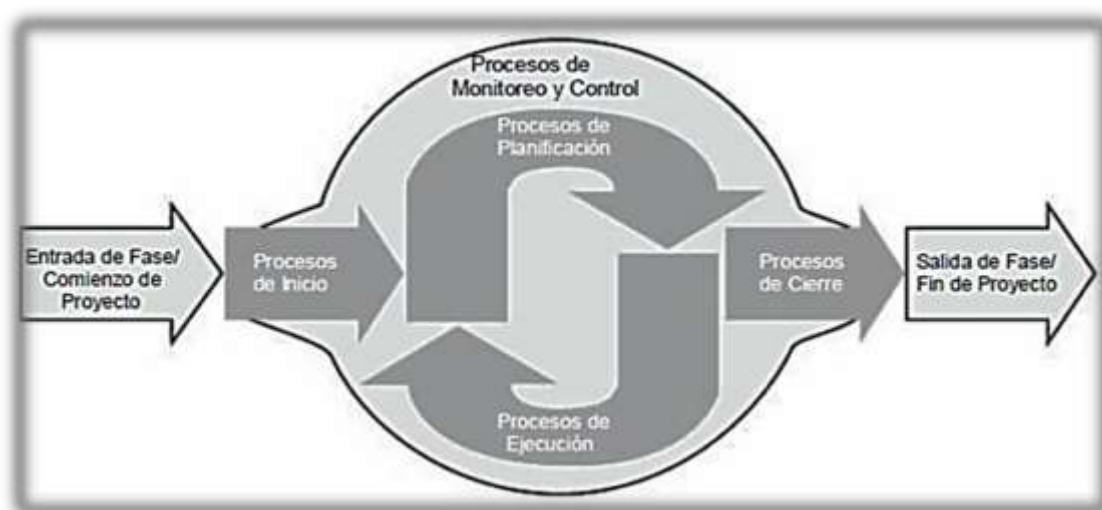 Procesos de
Monitoreo y Control
Procesos de
Planificación
Entrada de Fase/
Comienzo de
Proyecto
Procesos
de Inicio
Procesos
de Cierre
Salida de Fase/
Fin de Proyecto
Procesos de
Ejecución